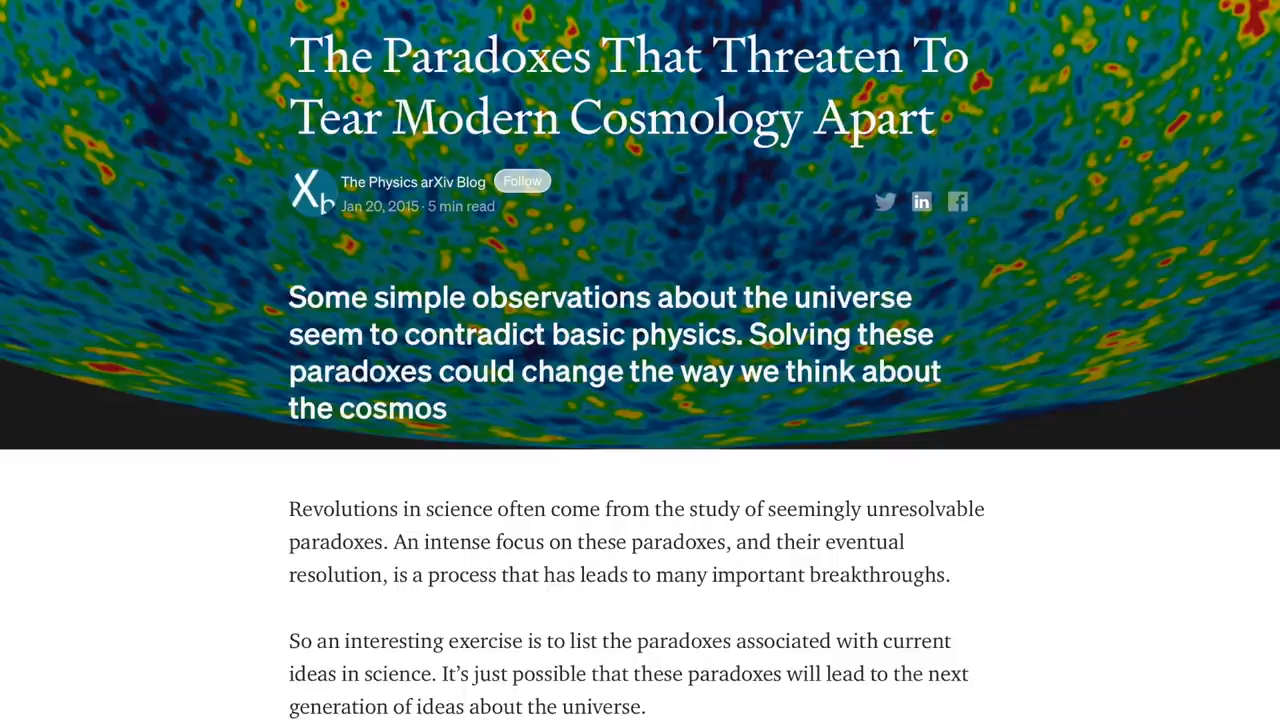 The Paradoxes That Threaten To
Tear Modern Cosmology Apart
Xb
The Physics arXiv Blog Follow
Jan 20, 2015 · 5 min read
in
Some simple observations about the universe
seem to contradict basic physics. Solving these
paradoxes could change the way we think about
the cosmos
Revolutions in science often come from the study of seemingly unresolvable
paradoxes. An intense focus on these paradoxes, and their eventual
resolution, is a process that has leads to many important breakthroughs.
So an interesting exercise is to list the paradoxes associated with current
ideas in science. It’s just possible that these paradoxes will lead to the next
generation of ideas about the universe.